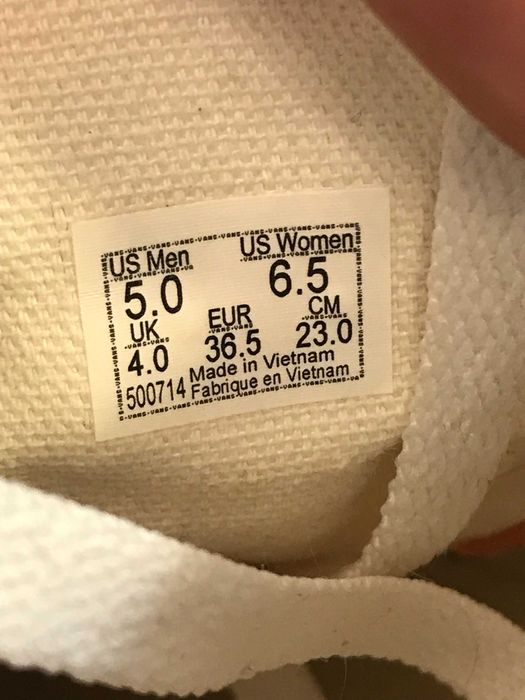 US Men US Women
5.0 6.5
UK EUR CM
4.0 36.5 23.0
Made in Vietnam
500714 Fabrique en Vietnam